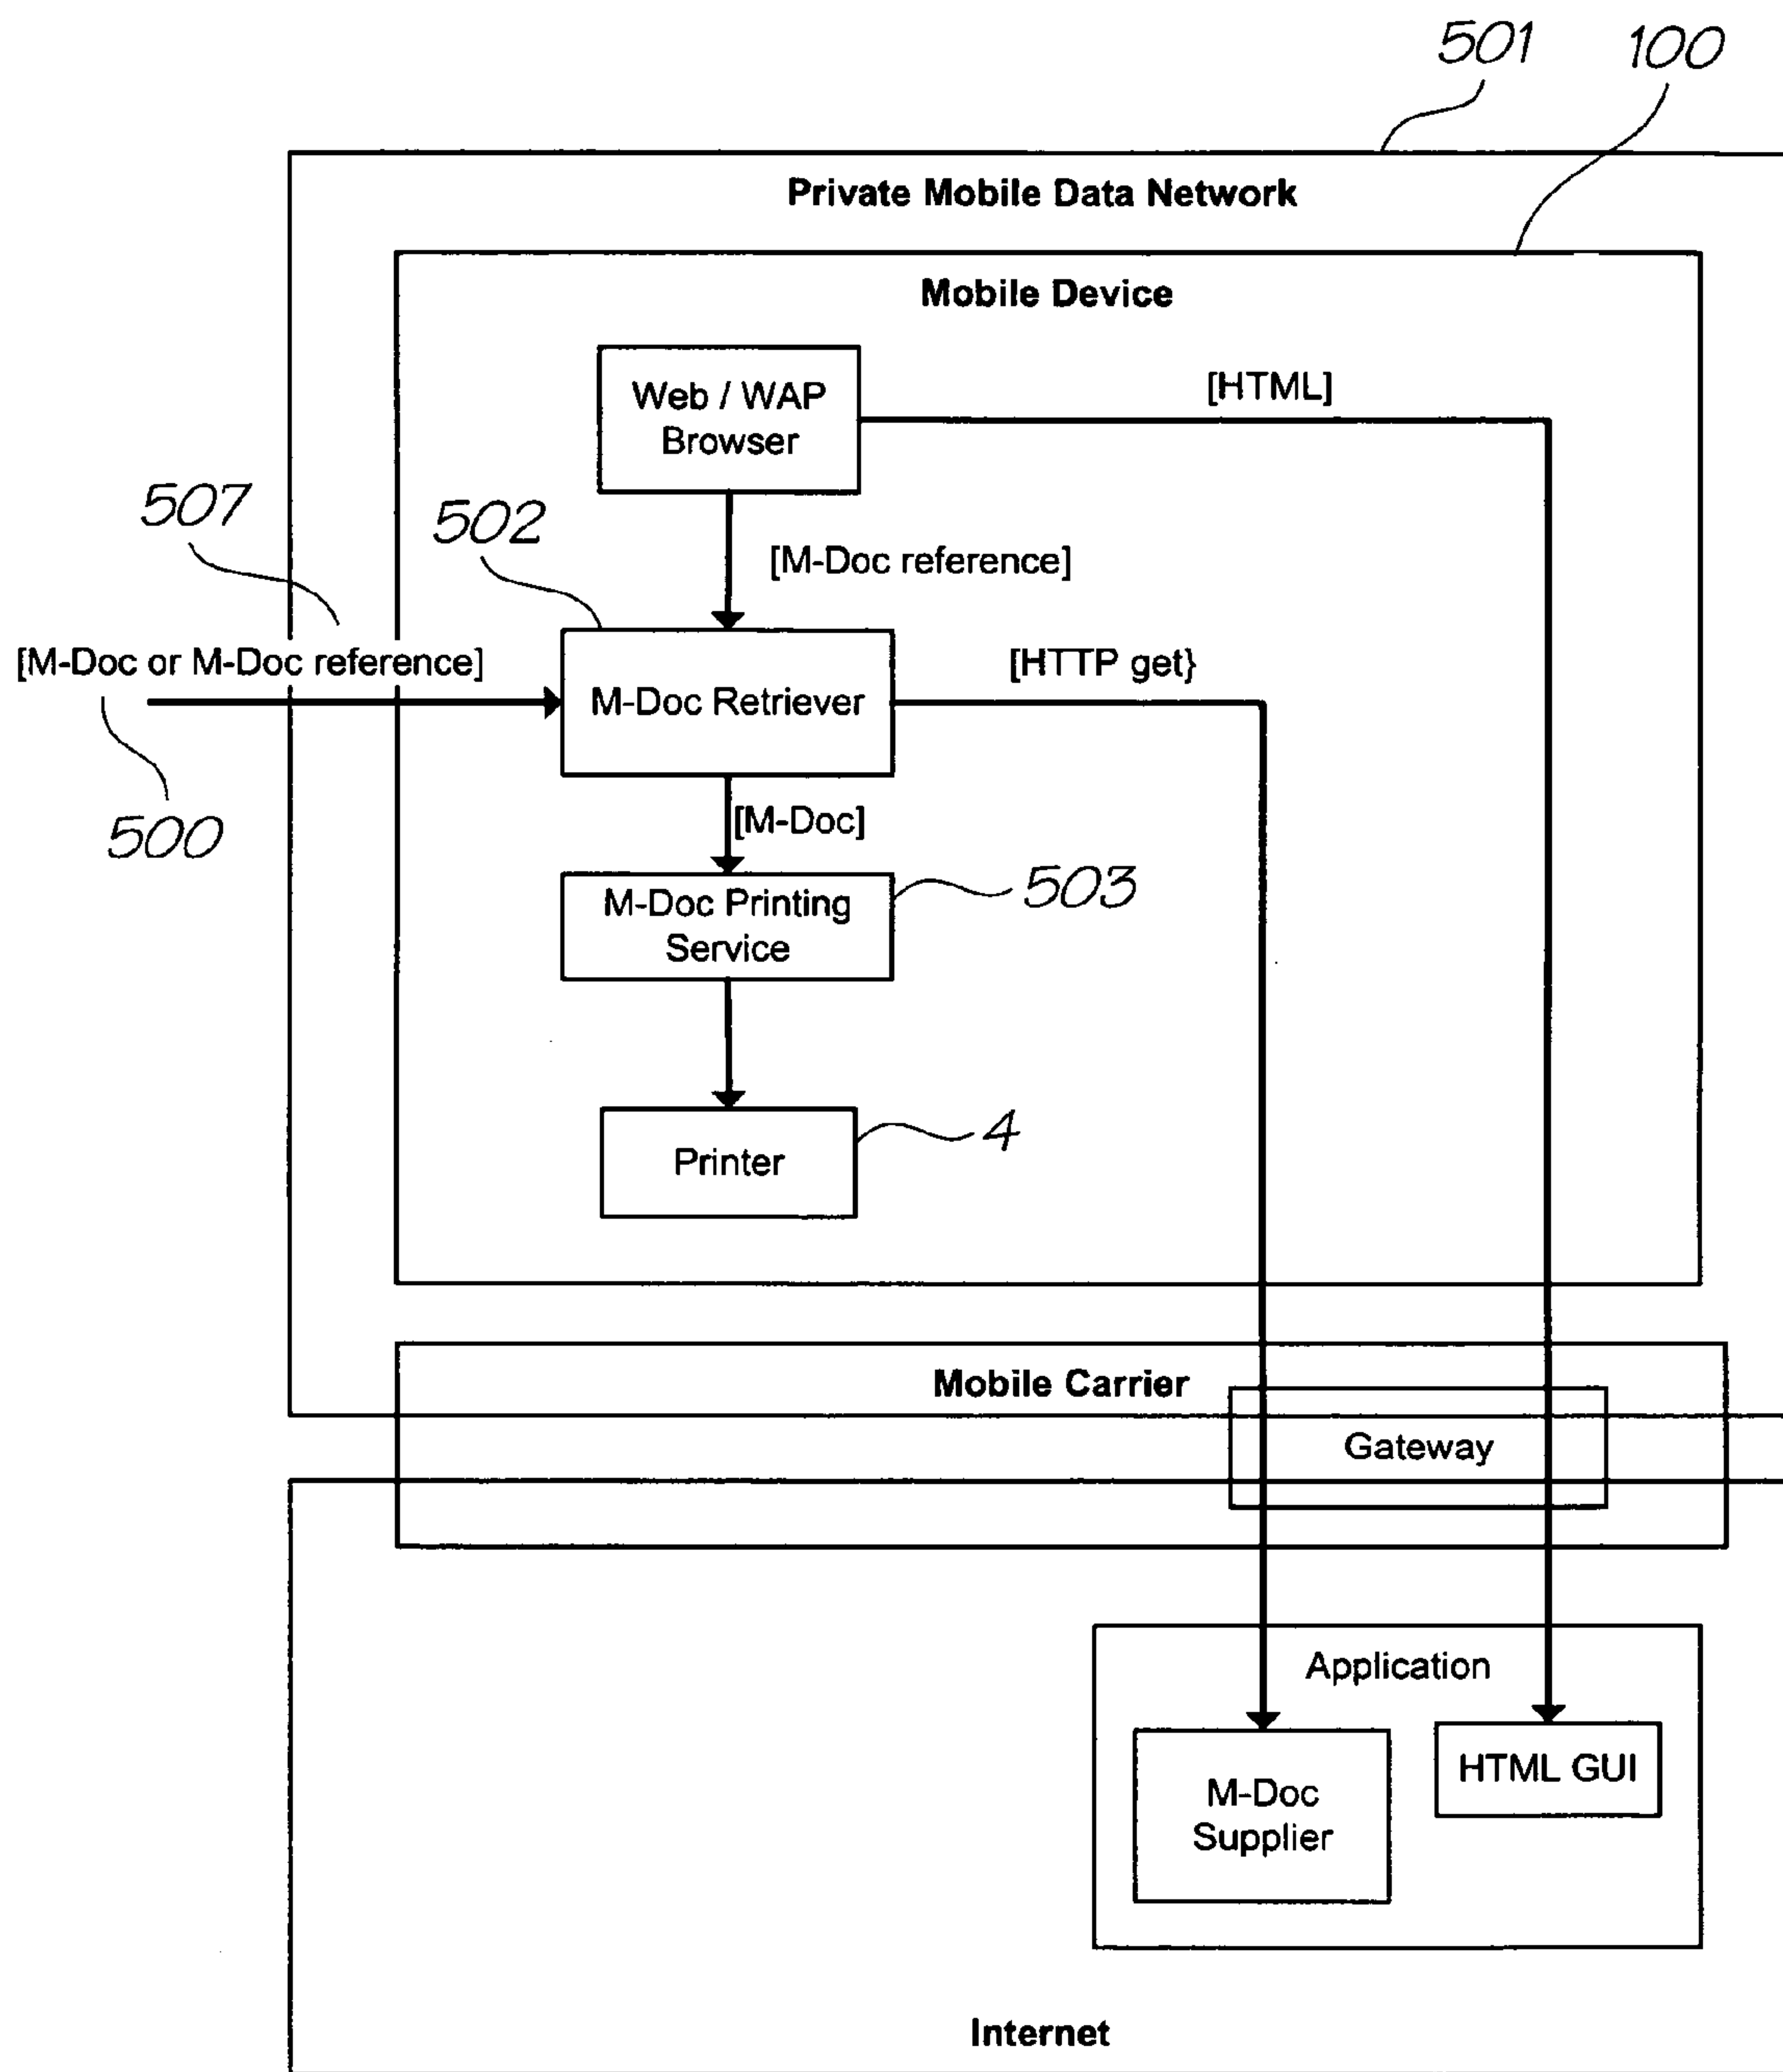 501
100
Private Mobile Data Network
Mobile Device
Web / WAP
Browser
[HTML]
507
502
[M-Doc reference]
[M-Doc or M-Doc reference]
M-Doc Retriever
[HTTP get}
500
[M-Doc]
M-Doc Printing
Service
503
Printer
4
Mobile Carrier
Gateway
Application
M-Doc
Supplier
HTML GUI
Internet